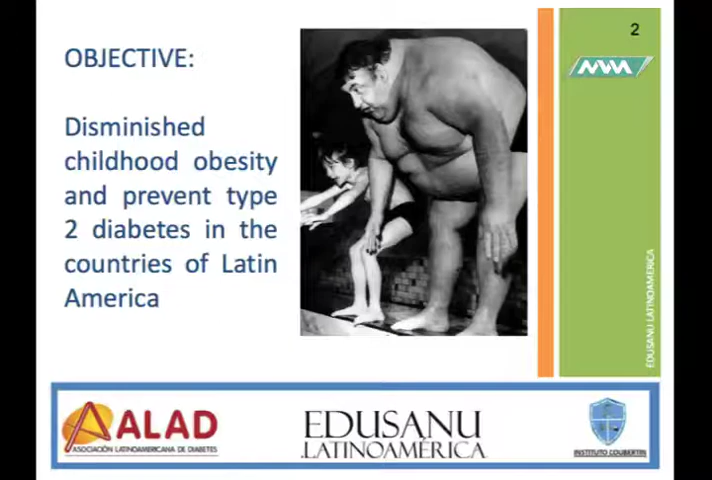 2
OBJECTIVE:
Disminished
childhood obesity
and prevent type
2 diabetes in the
countries of Latin
America
EDUSANU LATINOAMERICA
ALAD
ASOCIACIÓN LATINOAMERICANA DE DIABETES
EDUSANU
.LATINOAMÉRICA
INSTITUTO COUBERTIN